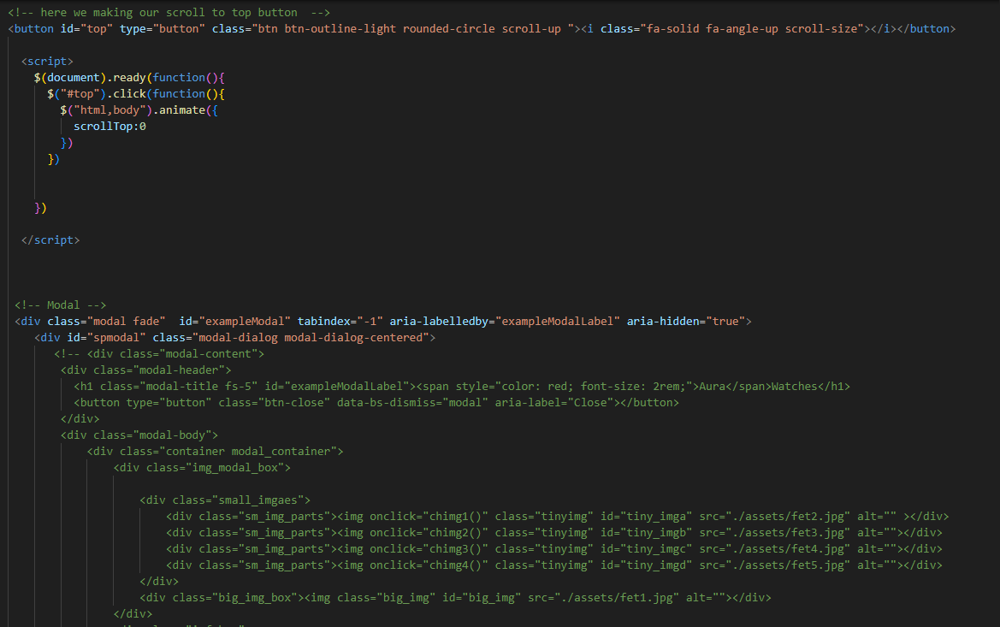 <!-- here we making our scroll to top button  -->
<button id="top" type="button" class="btn btn-outline-light rounded-circle scroll-up "><i class="fa-solid fa-angle-up scroll-size"></i></button>
<script>
$(document).ready(function(){
$("#top").click(function(){
$("html,body").animate({
scrollTop:0
})
})
})
</script>
<!-- Modal -->
<div class="modal fade"  id="exampleModal" tabindex="-1" aria-labelledby="exampleModalLabel" aria-hidden="true">
<div id="spmodal" class="modal-dialog modal-dialog-centered">
<!-- <div class="modal-content">
<div class="modal-header">
<h1 class="modal-title fs-5" id="exampleModalLabel"><span style="color: red; font-size: 2rem;">Aura</span>Watches</h1>
<button type="button" class="btn-close" data-bs-dismiss="modal" aria-label="Close"></button>
</div>
<div class="modal-body">
<div class="container modal_container">
<div class="img_modal_box">
<div class="small_imgaes">
<div class="sm_img_parts"><img onclick="chimg1()" class="tinyimg" id="tiny_imga" src="./assets/fet2.jpg" alt="" ></div>
<div class="sm_img_parts"><img onclick="chimg2()" class="tinyimg" id="tiny_imgb" src="./assets/fet3.jpg" alt=""></div>
<div class="sm_img_parts"><img onclick="chimg3()" class="tinyimg" id="tiny_imgc" src="./assets/fet4.jpg" alt=""></div>
<div class="sm_img_parts"><img onclick="chimg4()" class="tinyimg" id="tiny_imgd" src="./assets/fet5.jpg" alt=""></div>
</div>
<div class="big_img_box"><img class="big_img" id="big_img" src="./assets/fet1.jpg" alt=""></div>
</div>